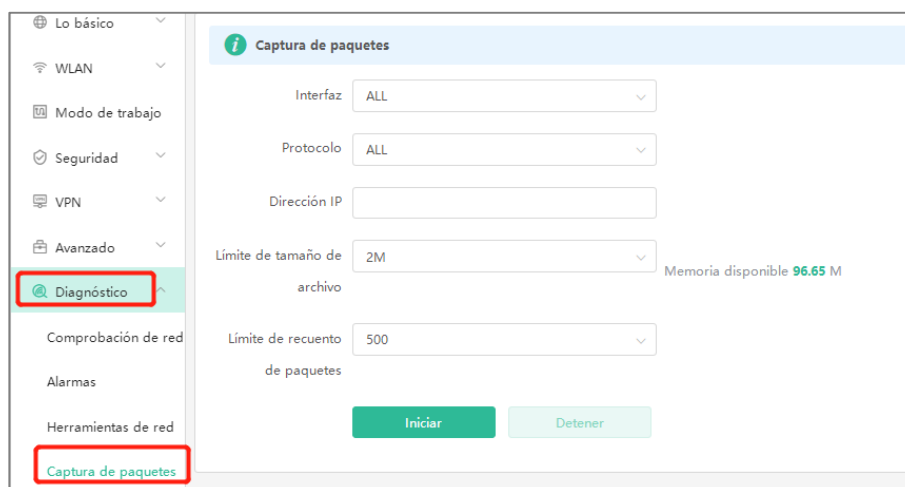 Lo básico
WLAN
Modo de trabajo
Seguridad
VPN
Avanzado
Diagnóstico
Comprobación de red
Alarmas
Herramientas de red
Captura de paquetes
Captura de paquetes
Interfaz ALL
Protocolo ALL
Dirección IP
Límite de tamaño de
archivo
2M
Memoria disponible 96.65 M
Límite de recuento
de paquetes
500
Iniciar Detener